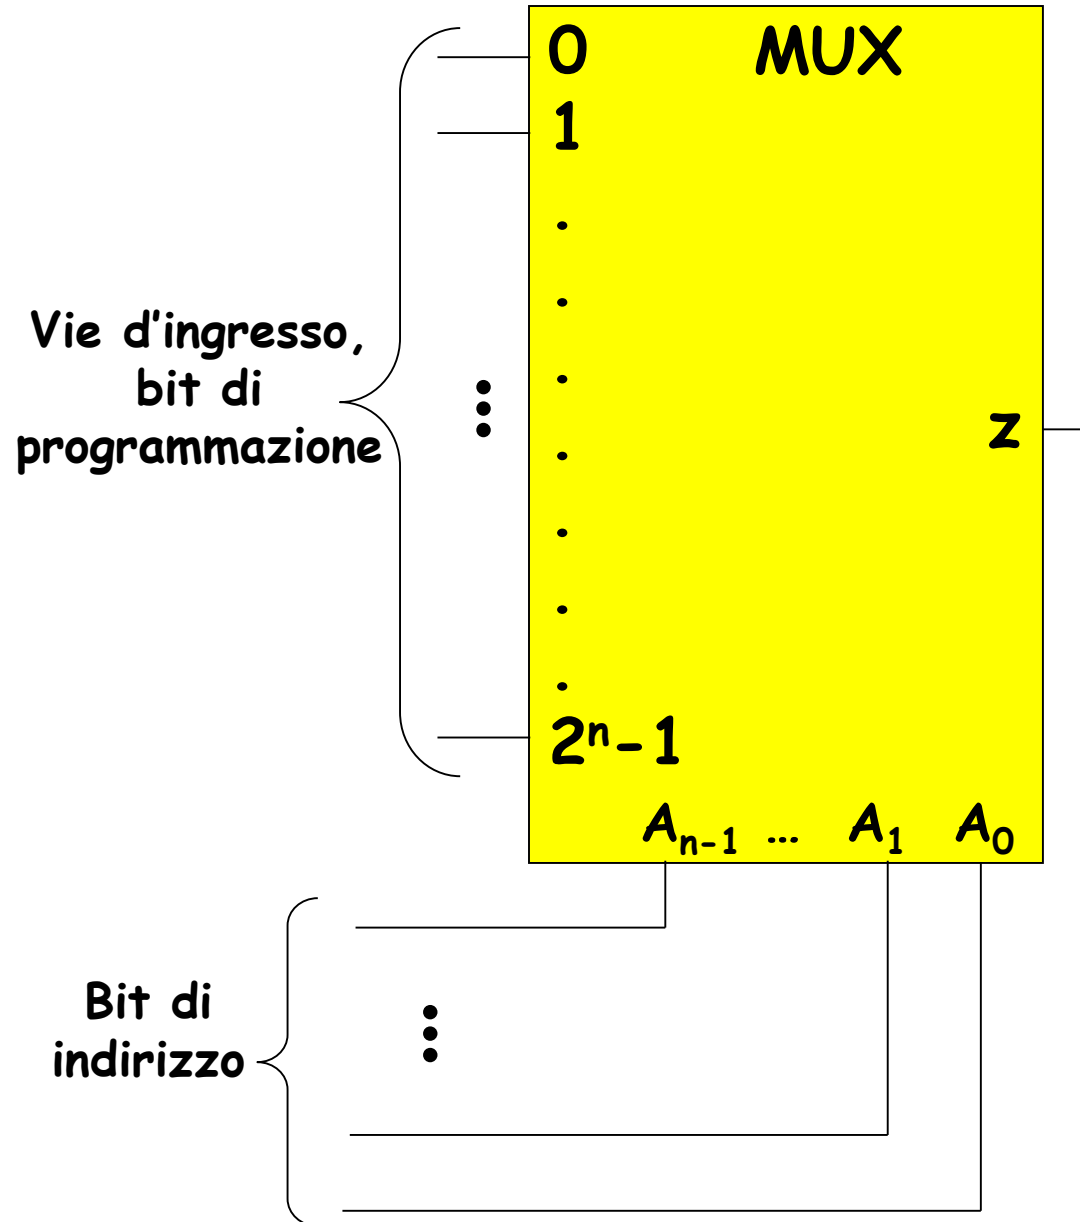 0 MUX
1
.
.
.
.
.
.
.
Vie d'ingresso,
bit di
programmazione
z
2ⁿ-1
Aₙ₋₁ … A₁ A₀
Bit di
indirizzo